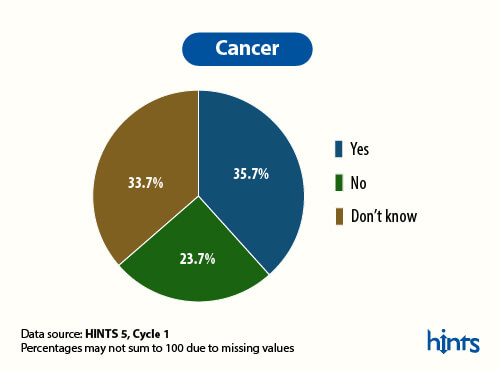 Cancer
33.7%
35.7%
23.7%
Yes
No
Don't know
Data source: HINTS 5, Cycle 1
Percentages may not sum to 100 due to missing values
hints